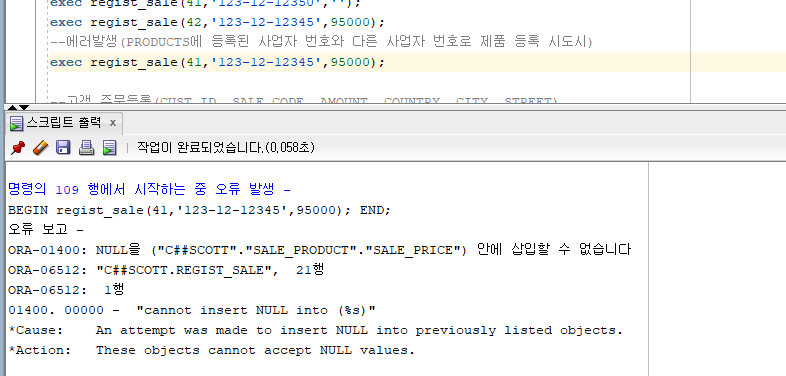 exec regist_sale(41,'123-12-12350','');
exec regist_sale(42,'123-12-12345',95000);
--에러발생(PRODUCTS에 등록된 사업자 번호와 다른 사업자 번호로 제품 등록 시도시)
exec regist_sale(41,'123-12-12345',95000);
--고객 주문등록(CUST_ID, SALE_CODE, AMOUNT, COUNTRY, CITY, STREET)
스크립트 출력 x
작업이 완료되었습니다.(0,058초)
명령의 109 행에서 시작하는 중 오류 발생 -
BEGIN regist_sale(41,'123-12-12345',95000); END;
오류 보고 -
ORA-01400: NULL을 ("C##SCOTT"."SALE_PRODUCT"."SALE_PRICE") 안에 삽입할 수 없습니다
ORA-06512: "C##SCOTT.REGIST_SALE", 21행
ORA-06512: 1행
01400. 00000 - "cannot insert NULL into (%s)"
*Cause: An attempt was made to insert NULL into previously listed objects.
*Action: These objects cannot accept NULL values.